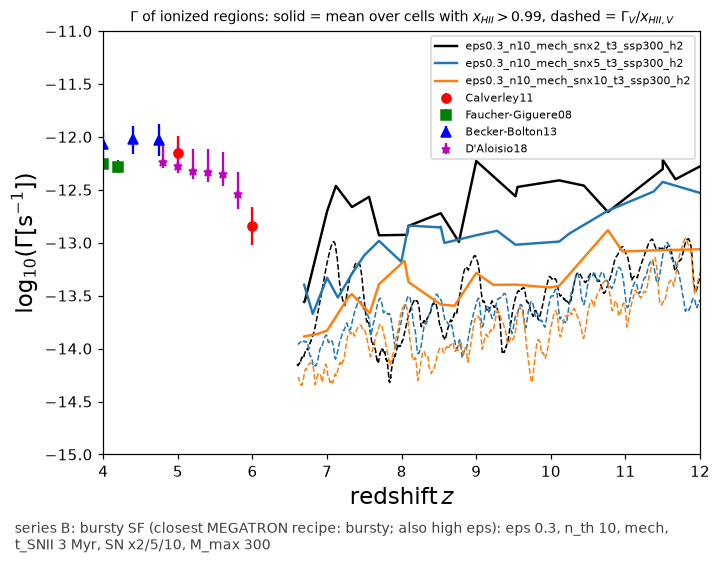 Γ of ionized regions: solid = mean over cells with x_{HII} > 0.99, dashed = Γ_V/x_{HII,V}
eps0.3_n10_mech_snx2_t3_ssp300_h2
eps0.3_n10_mech_snx5_t3_ssp300_h2
eps0.3_n10_mech_snx10_t3_ssp300_h2
Calverley11
Faucher-Giguere08
Becker-Bolton13
D'Aloisio18
log₁₀(Γ[s⁻¹])
−11.0
−11.5
−12.0
−12.5
−13.0
−13.5
−14.0
−14.5
−15.0
4 5 6 7 8 9 10 11 12
redshift z
series B: bursty SF (closest MEGATRON recipe: bursty; also high eps): eps 0.3, n_th 10, mech,
t_SNII 3 Myr, SN x2/5/10, M_max 300